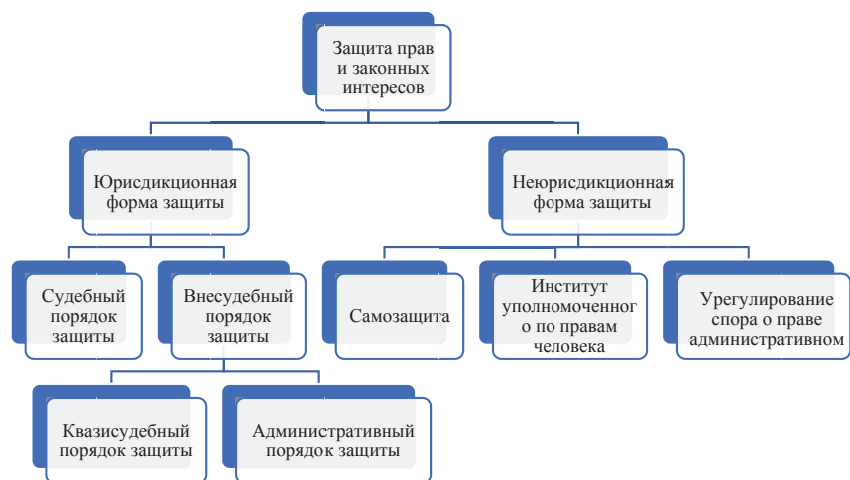 Защита прав
и законных
интересов
Юрисдикционная
форма защиты
Неюрисдикционная
форма защиты
Судебный
порядок
защиты
Внесудебный
порядок
защиты
Самозащита
Институт
уполномоченног
о по правам
человека
Урегулирование
спора о праве
административном
Квазисудебный
порядок защиты
Административный
порядок защиты